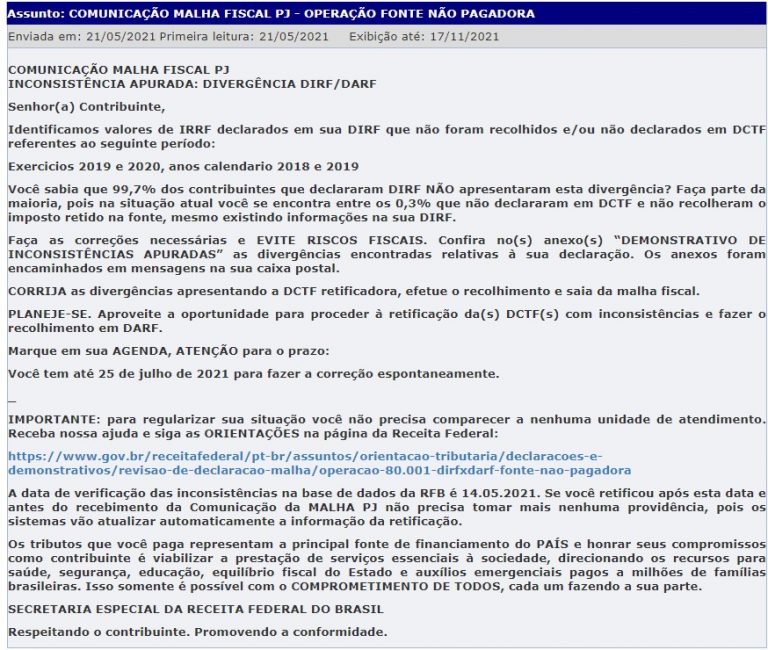 Assunto: COMUNICAÇÃO MALHA FISCAL PJ - OPERAÇÃO FONTE NÃO PAGADORA
Enviada em: 21/05/2021 Primeira leitura: 21/05/2021 Exibição até: 17/11/2021
COMUNICAÇÃO MALHA FISCAL PJ
INCONSISTÊNCIA APURADA: DIVERGÊNCIA DIRF/DARF
Senhor(a) Contribuinte,
Identificamos valores de IRRF declarados em sua DIRF que não foram recolhidos e/ou não declarados em DCTF
referentes ao seguinte período:
Exercicios 2019 e 2020, anos calendario 2018 e 2019
Você sabia que 99,7% dos contribuintes que declararam DIRF NÃO apresentaram esta divergência? Faça parte da
maioria, pois na situação atual você se encontra entre os 0,3% que não declararam em DCTF e não recolheram o
imposto retido na fonte, mesmo existindo informações na sua DIRF.
Faça as correções necessárias e EVITE RISCOS FISCAIS. Confira no(s) anexo(s) “DEMONSTRATIVO DE
INCONSISTÊNCIAS APURADAS” as divergências encontradas relativas à sua declaração. Os anexos foram
encaminhados em mensagens na sua caixa postal.
CORRIJA as divergências apresentando a DCTF retificadora, efetue o recolhimento e saia da malha fiscal.
PLANEJE-SE. Aproveite a oportunidade para proceder à retificação da(s) DCTF(s) com inconsistências e fazer o
recolhimento em DARF.
Marque em sua AGENDA, ATENÇÃO para o prazo:
Você tem até 25 de julho de 2021 para fazer a correção espontaneamente.
_
IMPORTANTE: para regularizar sua situação você não precisa comparecer a nenhuma unidade de atendimento.
Receba nossa ajuda e siga as ORIENTAÇÕES na página da Receita Federal:
https://www.gov.br/receitafederal/pt-br/assuntos/orientacao-tributaria/declaracoes-e-
demonstrativos/revisao-de-declaracao-malha/operacao-80.001-dirfxdarf-fonte-nao-pagadora
A data de verificação das inconsistências na base de dados da RFB é 14.05.2021. Se você retificou após esta data e
antes do recebimento da Comunicação da MALHA PJ não precisa tomar mais nenhuma providência, pois os
sistemas vão atualizar automaticamente a informação da retificação.
Os tributos que você paga representam a principal fonte de financiamento do PAÍS e honrar seus compromissos
como contribuinte é viabilizar a prestação de serviços essenciais à sociedade, direcionando os recursos para
saúde, segurança, educação, equilíbrio fiscal do Estado e auxílios emergenciais pagos a milhões de famílias
brasileiras. Isso somente é possível com o COMPROMETIMENTO DE TODOS, cada um fazendo a sua parte.
SECRETARIA ESPECIAL DA RECEITA FEDERAL DO BRASIL
Respeitando o contribuinte. Promovendo a conformidade.